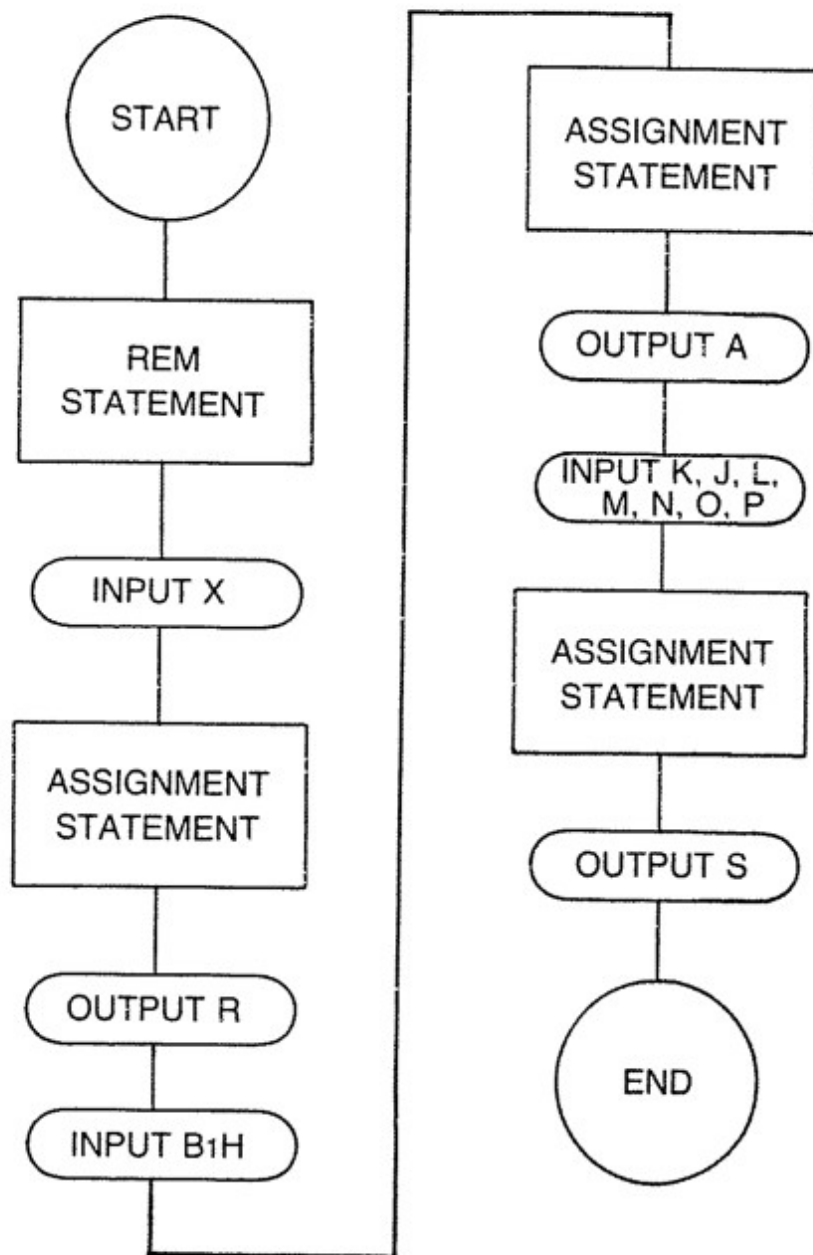 START
REM
STATEMENT
INPUT X
ASSIGNMENT
STATEMENT
OUTPUT R
INPUT B1H
ASSIGNMENT
STATEMENT
OUTPUT A
INPUT K, J, L,
M, N, O, P
ASSIGNMENT
STATEMENT
OUTPUT S
END